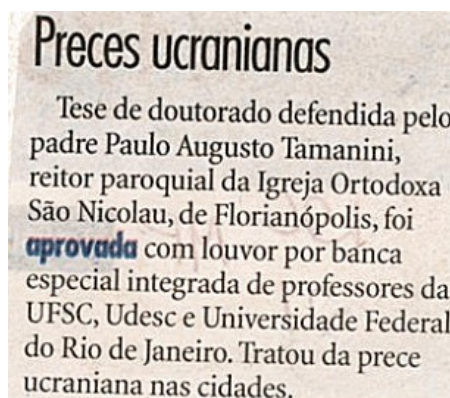 Preces ucranianas
Tese de doutorado defendida pelo
padre Paulo Augusto Tamanini,
reitor paroquial da Igreja Ortodoxa
São Nicolau, de Florianópolis, foi
aprovada com louvor por banca
especial integrada de professores da
UFSC, Udesc e Universidade Federal
do Rio de Janeiro. Tratou da prece
ucraniana nas cidades.